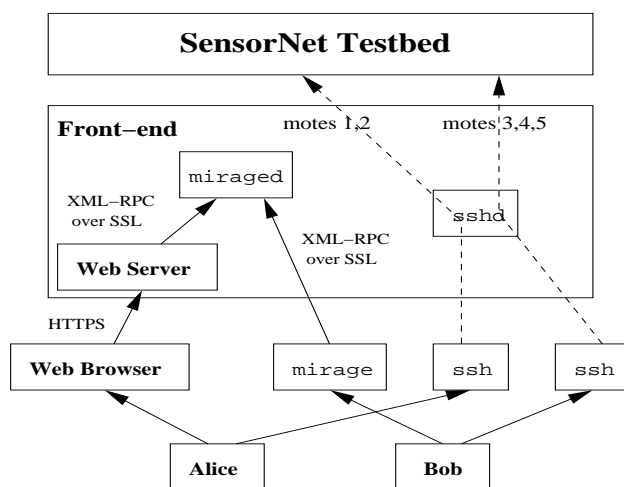 SensorNet Testbed
Front-end
motes 1,2
motes 3,4,5
miraged
sshd
XML-RPC
over SSL
XML-RPC
over SSL
Web Server
HTTPS
Web Browser
mirage
ssh
ssh
Alice
Bob